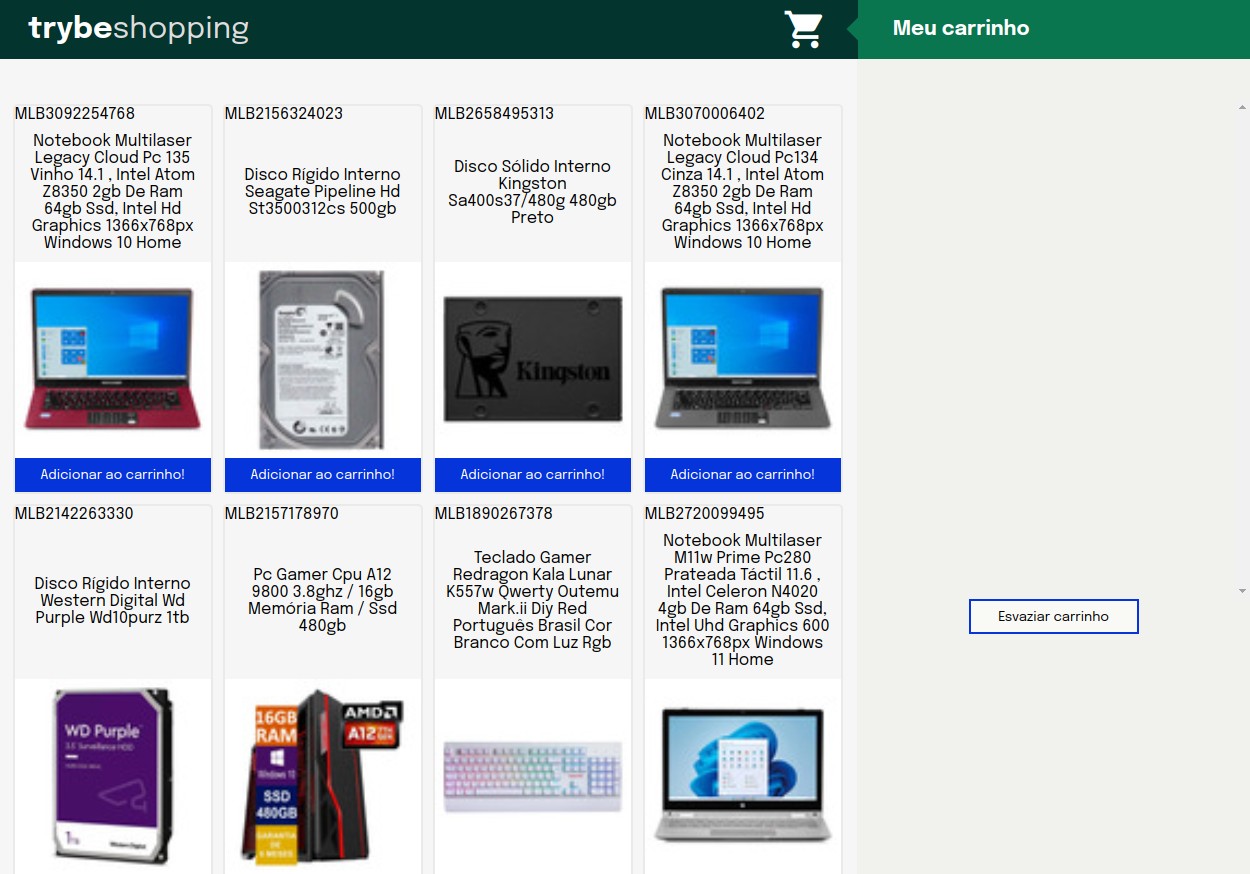 trybeshopping
Meu carrinho
MLB3092254768
Notebook Multilaser
Legacy Cloud Pc 135
Vinho 14.1 , Intel Atom
Z8350 2gb De Ram
64gb Ssd, Intel Hd
Graphics 1366x768px
Windows 10 Home
Adicionar ao carrinho!
MLB2156324023
Disco Rígido Interno
Seagate Pipeline Hd
St3500312cs 500gb
Adicionar ao carrinho!
MLB2658495313
Disco Sólido Interno
Kingston
Sa400s37/480g 480gb
Preto
Kingston
Adicionar ao carrinho!
MLB3070006402
Notebook Multilaser
Legacy Cloud Pc134
Cinza 14.1 , Intel Atom
Z8350 2gb De Ram
64gb Ssd, Intel Hd
Graphics 1366x768px
Windows 10 Home
Adicionar ao carrinho!
MLB2142263330
Disco Rígido Interno
Western Digital Wd
Purple Wd10purz 1tb
WD Purple
1TB
Western Digital
MLB2157178970
Pc Gamer Cpu A12
9800 3.8ghz / 16gb
Memória Ram / Ssd
480gb
16GB
RAM
AMD
A12
Windows 10
SSD
480GB
GARANTIA
DE
MESES
MLB1890267378
Teclado Gamer
Redragon Kala Lunar
K557w Qwerty Outemu
Mark.ii Diy Red
Português Brasil Cor
Branco Com Luz Rgb
MLB2720099495
Notebook Multilaser
M11w Prime Pc280
Prateada Táctil 11.6 ,
Intel Celeron N4020
4gb De Ram 64gb Ssd,
Intel Uhd Graphics 600
1366x768px Windows
11 Home
Esvaziar carrinho